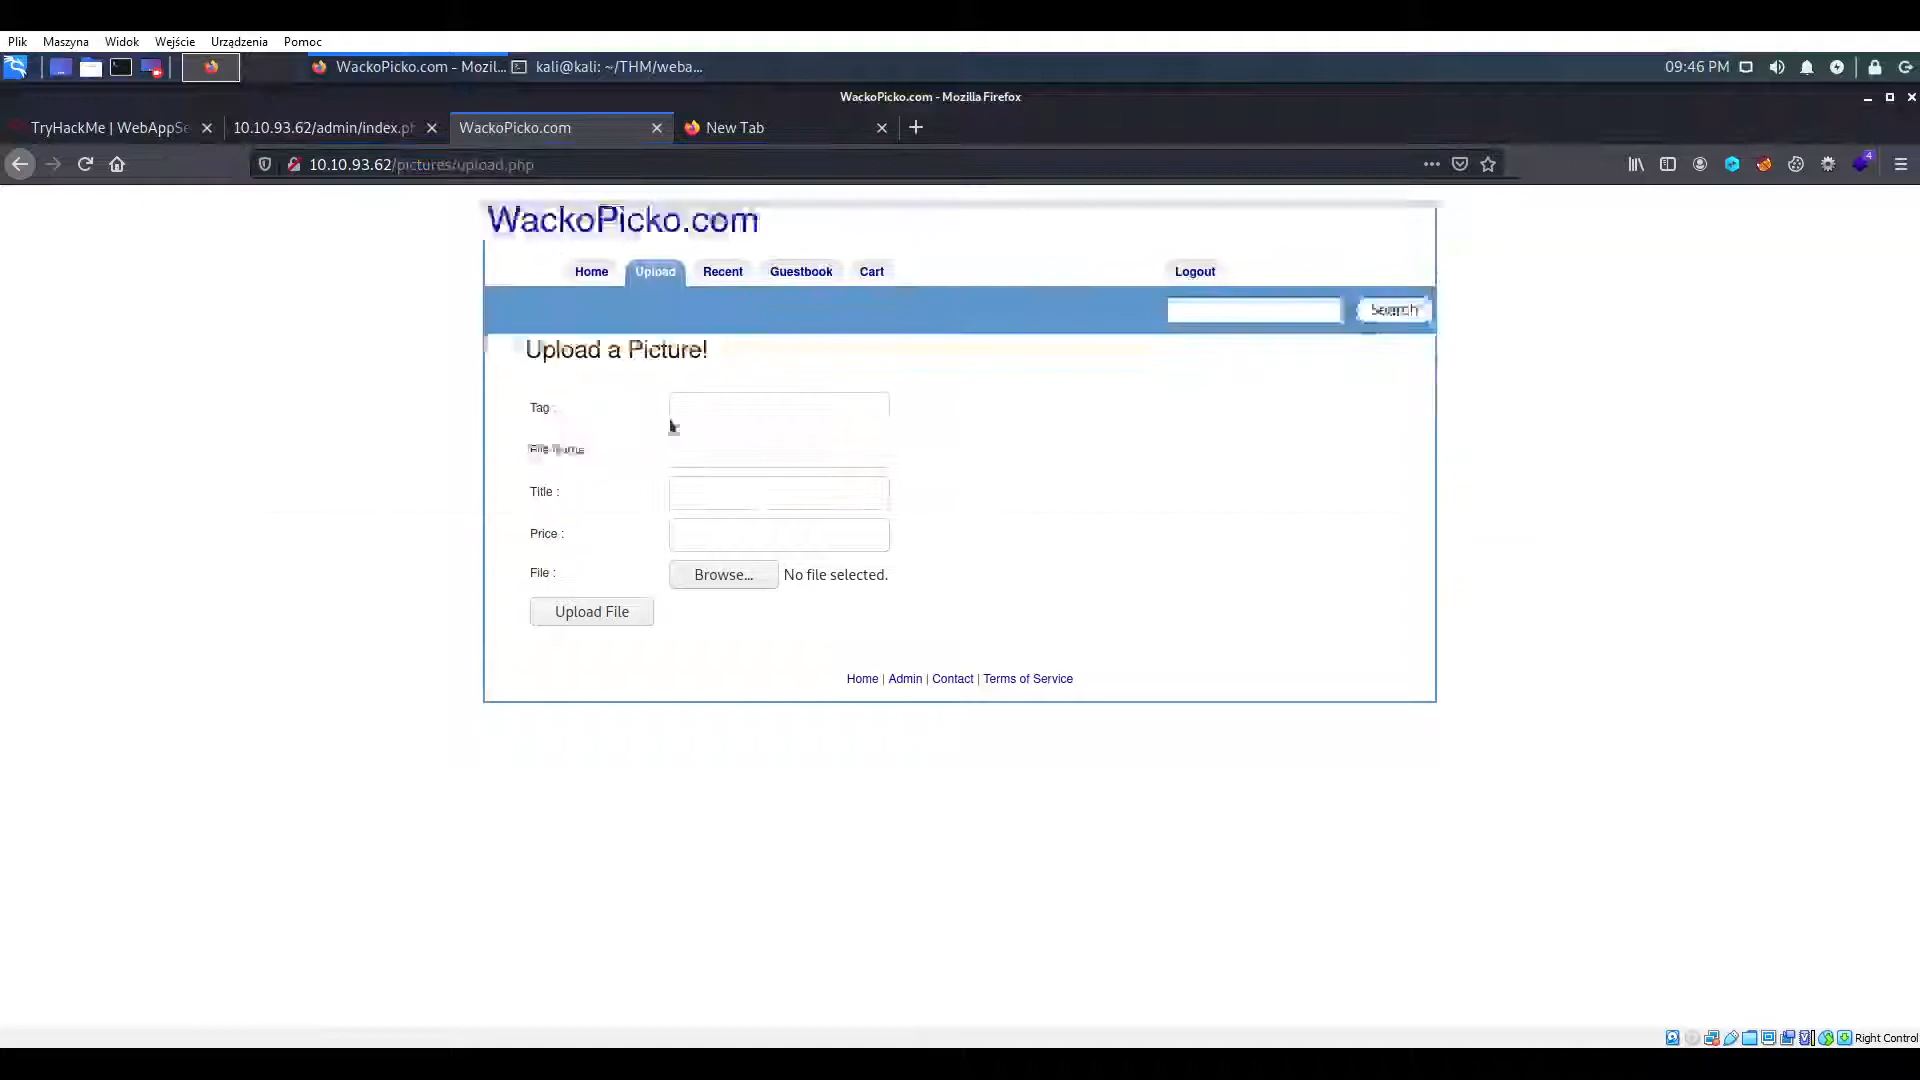 Plik Maszyna Widok Wejście Urządzenia Pomoc
WackoPicko.com - Mozil... kali@kali: ~/THM/weba... 09:46 PM
WackoPicko.com - Mozilla Firefox
TryHackMe | WebAppSe 10.10.93.62/admin/index.ph WackoPicko.com New Tab
10.10.93.62/pictures/upload.php 4
WackoPicko.com
Home Upload Recent Guestbook Cart Logout
Search
Upload a Picture!
Tag :
File Name
Title :
Price :
File : Browse... No file selected.
Upload File
Home | Admin | Contact | Terms of Service
Right Control